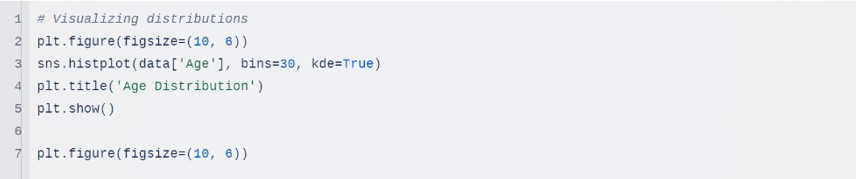 1 # Visualizing distributions
2 plt.figure(figsize=(10, 6))
3 sns.histplot(data['Age'], bins=30, kde=True)
4 plt.title('Age Distribution')
5 plt.show()
6
7 plt.figure(figsize=(10, 6))